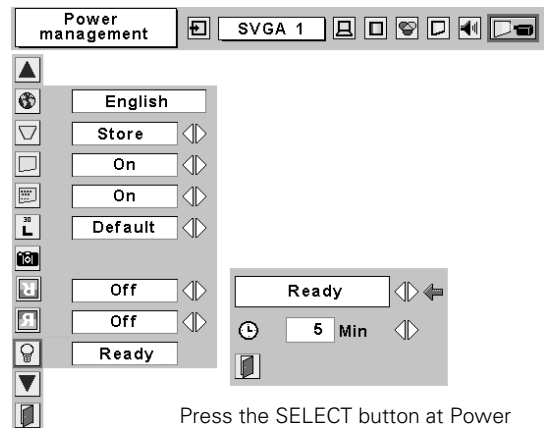 Power
management
SVGA 1
English
Store
On
On
30
L
Default
R
Off
Ready
R
Off
5 Min
Ready
Press the SELECT button at Power